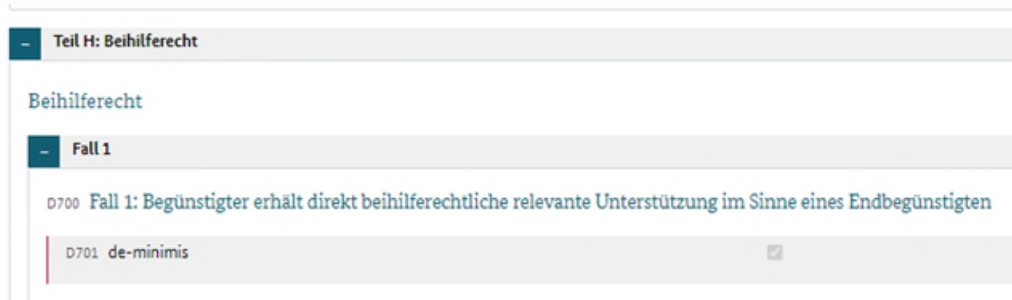 Teil H: Beihilferecht
Beihilferecht
Fall 1
D700 Fall 1: Begünstigter erhält direkt beihilferechtliche relevante Unterstützung im Sinne eines Endbegünstigten
D701 de-minimis